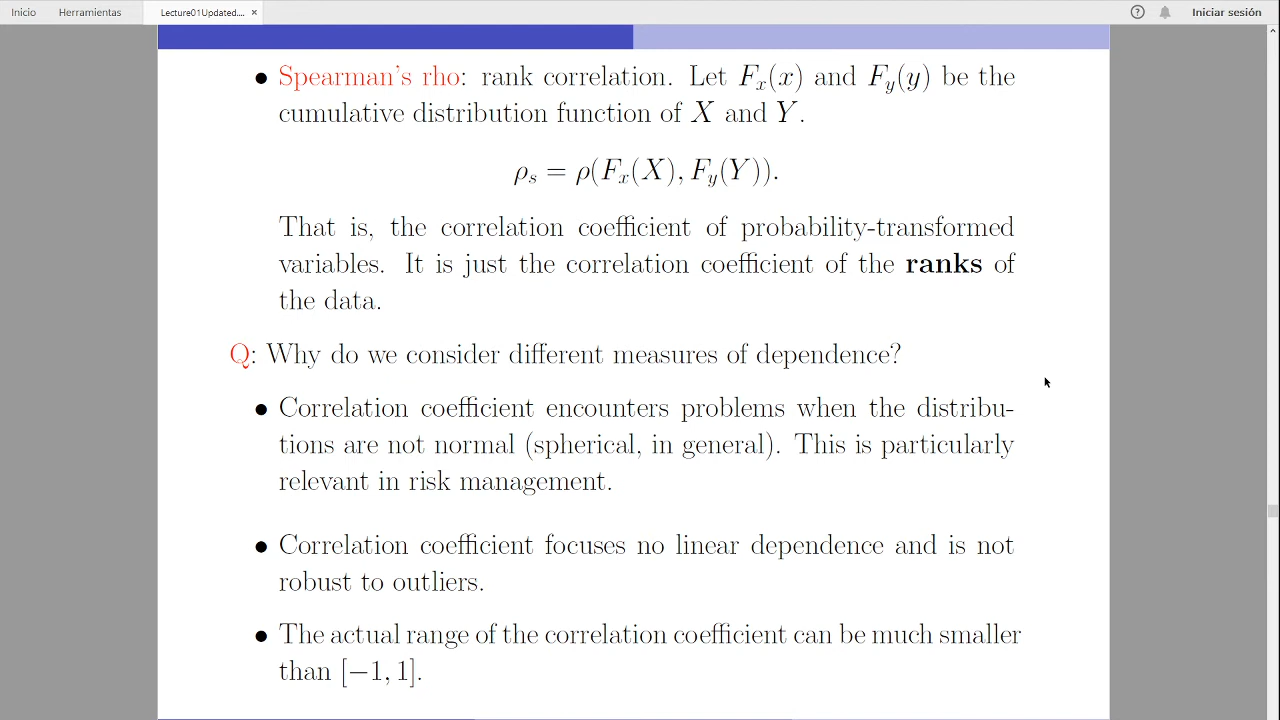 Inicio Herramientas Lecture01Updated.... × Iniciar sesión
• Spearman's rho: rank correlation. Let Fₓ(x) and F_y(y) be the
cumulative distribution function of X and Y.
ρₛ = ρ(Fₓ(X), F_y(Y)).
That is, the correlation coefficient of probability-transformed
variables. It is just the correlation coefficient of the ranks of
the data.
Q: Why do we consider different measures of dependence?
• Correlation coefficient encounters problems when the distribu-
tions are not normal (spherical, in general). This is particularly
relevant in risk management.
• Correlation coefficient focuses no linear dependence and is not
robust to outliers.
• The actual range of the correlation coefficient can be much smaller
than [−1, 1].